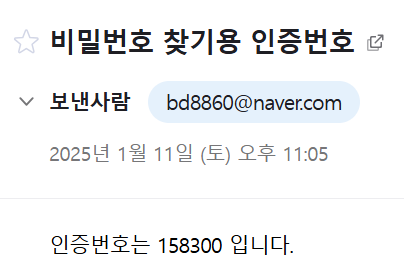 비밀번호 찾기용 인증번호
보낸사람 bd8860@naver.com
2025년 1월 11일 (토) 오후 11:05
인증번호는 158300 입니다.